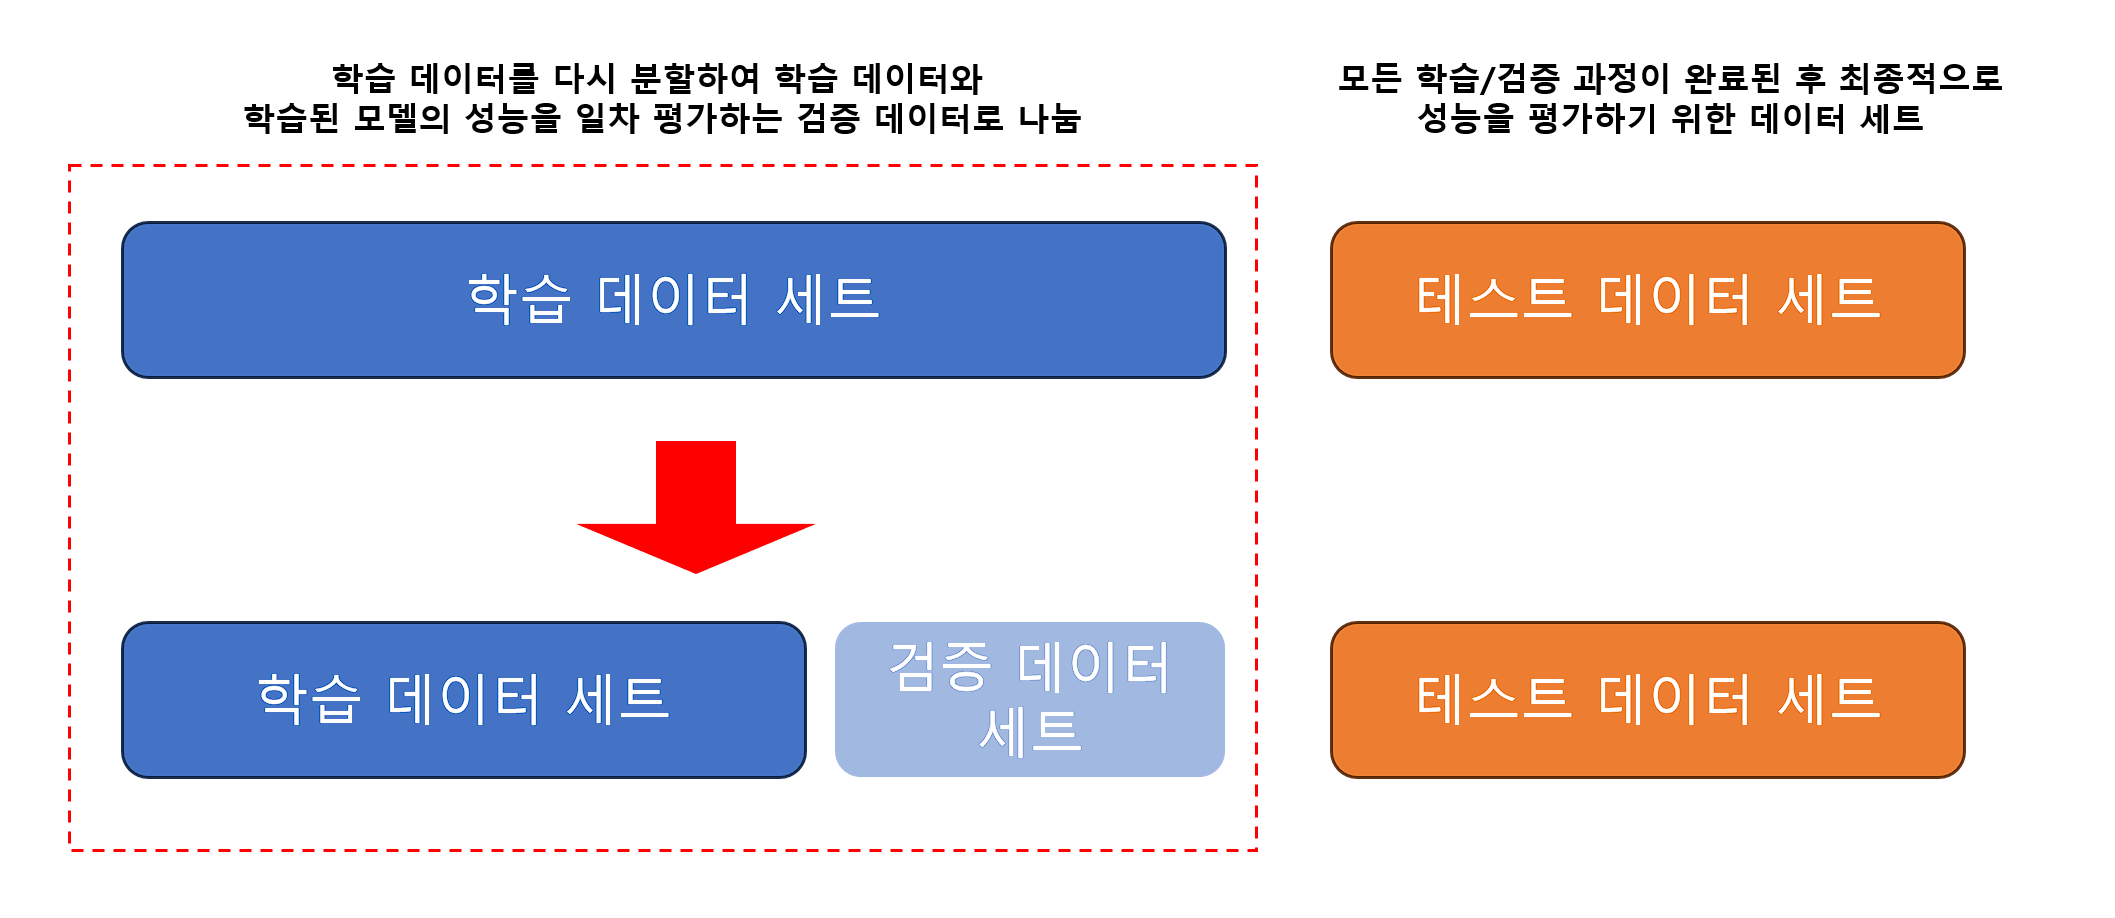 학습 데이터를 다시 분할하여 학습 데이터와
학습된 모델의 성능을 일차 평가하는 검증 데이터로 나눔
모든 학습/검증 과정이 완료된 후 최종적으로
성능을 평가하기 위한 데이터 세트
학습 데이터 세트
테스트 데이터 세트
학습 데이터 세트
검증 데이터
세트
테스트 데이터 세트